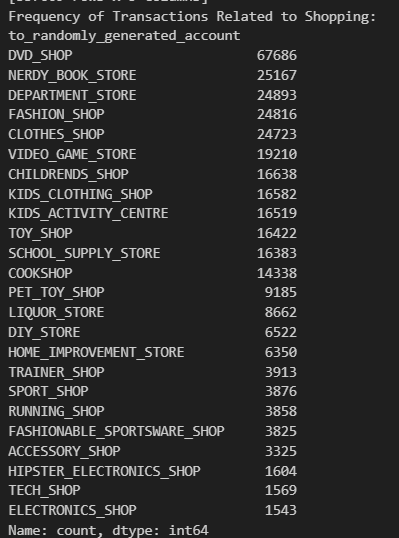 Frequency of Transactions Related to Shopping:
to_randomly_generated_account
DVD_SHOP 67686
NERDY_BOOK_STORE 25167
DEPARTMENT_STORE 24893
FASHION_SHOP 24816
CLOTHES_SHOP 24723
VIDEO_GAME_STORE 19210
CHILDRENDS_SHOP 16638
KIDS_CLOTHING_SHOP 16582
KIDS_ACTIVITY_CENTRE 16519
TOY_SHOP 16422
SCHOOL_SUPPLY_STORE 16383
COOKSHOP 14338
PET_TOY_SHOP 9185
LIQUOR_STORE 8662
DIY_STORE 6522
HOME_IMPROVEMENT_STORE 6350
TRAINER_SHOP 3913
SPORT_SHOP 3876
RUNNING_SHOP 3858
FASHIONABLE_SPORTSWARE_SHOP 3825
ACCESSORY_SHOP 3325
HIPSTER_ELECTRONICS_SHOP 1604
TECH_SHOP 1569
ELECTRONICS_SHOP 1543
Name: count, dtype: int64